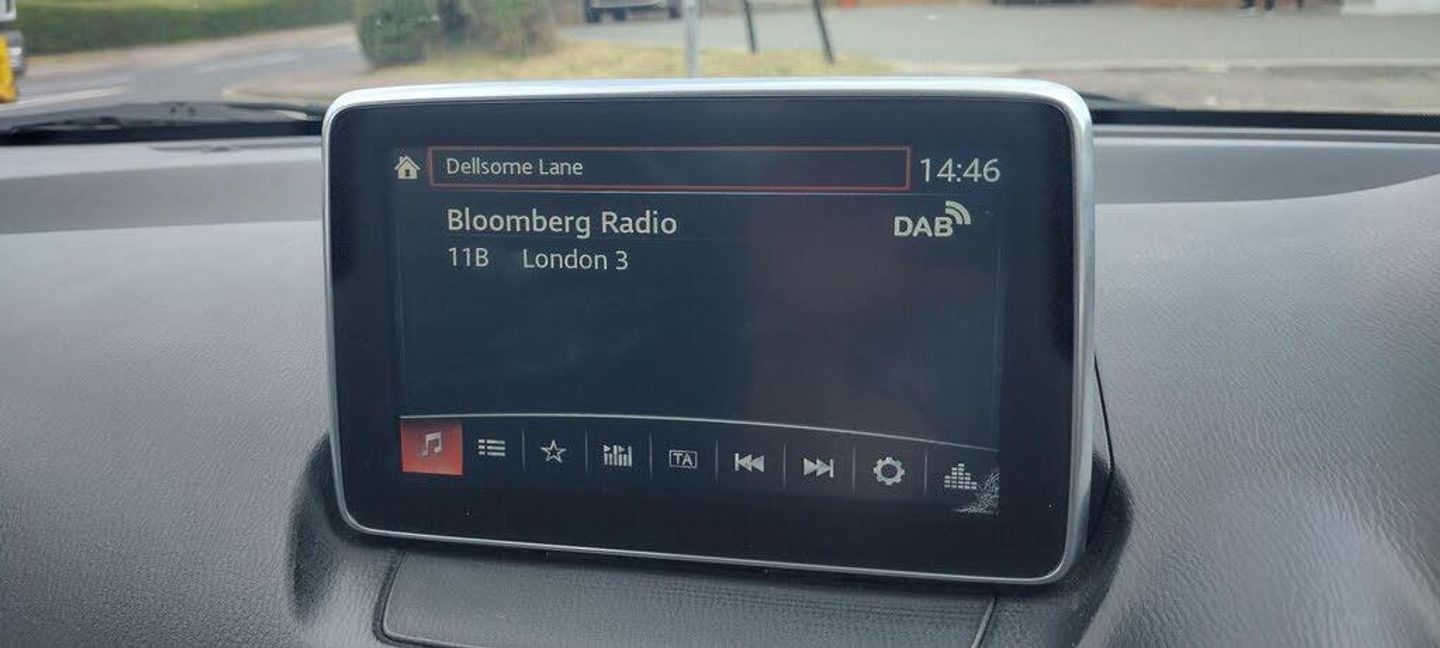 Dellsome Lane 14:46
Bloomberg Radio DAB
11B London 3
TA